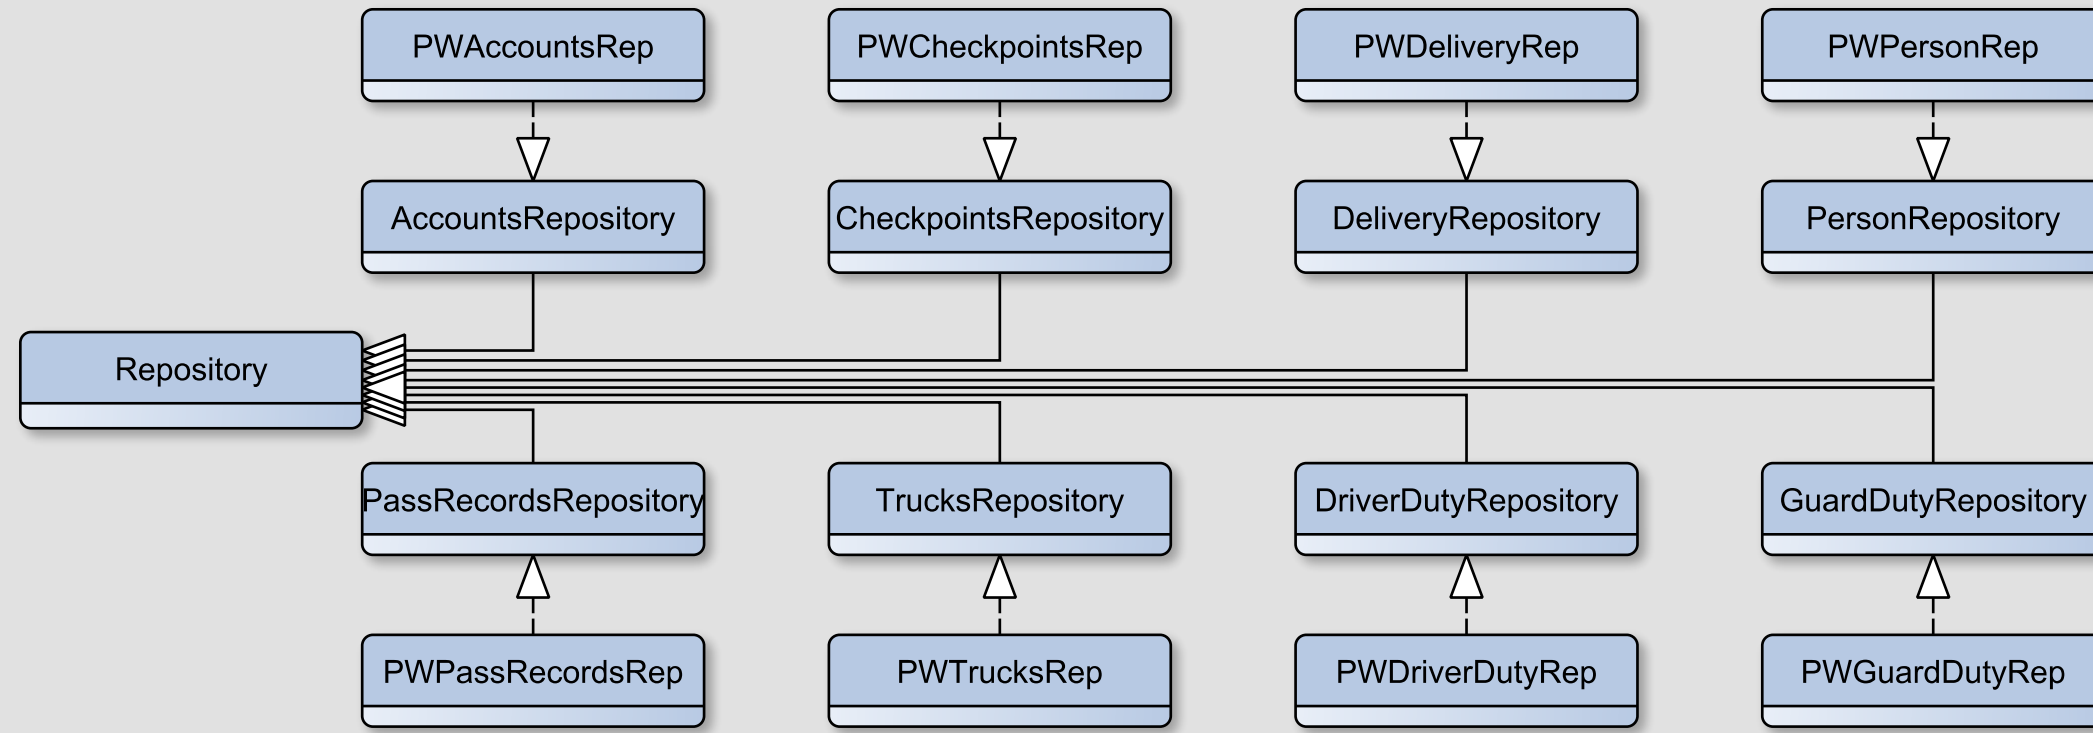 PWAccountsRep
PWCheckpointsRep
PWDeliveryRep
PWPersonRep
AccountsRepository
CheckpointsRepository
DeliveryRepository
PersonRepository
Repository
PassRecordsRepository
TrucksRepository
DriverDutyRepository
GuardDutyRepository
PWPassRecordsRep
PWTrucksRep
PWDriverDutyRep
PWGuardDutyRep